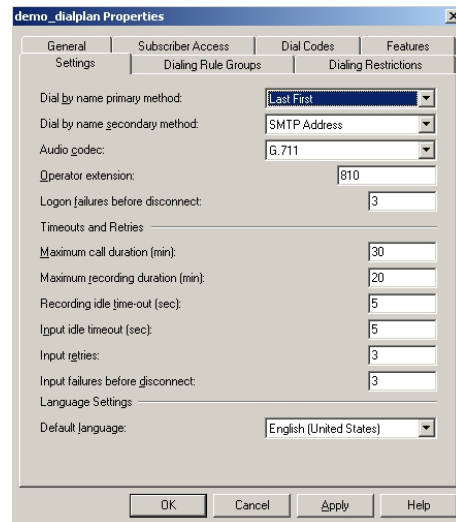 demo_dialplan Properties
General
Subscriber Access
Dial Codes
Features
Settings
Dialing Rule Groups
Dialing Restrictions
Dial by name primary method: Last First
Dial by name secondary method: SMTP Address
Audio codec: G.711
Operator extension: 810
Logon failures before disconnect: 3
Timeouts and Retries
Maximum call duration (min): 30
Maximum recording duration (min): 20
Recording idle time-out (sec): 5
Input idle timeout (sec): 5
Input retries: 3
Input failures before disconnect: 3
Language Settings
Default language: English (United States)
OK
Cancel
Apply
Help